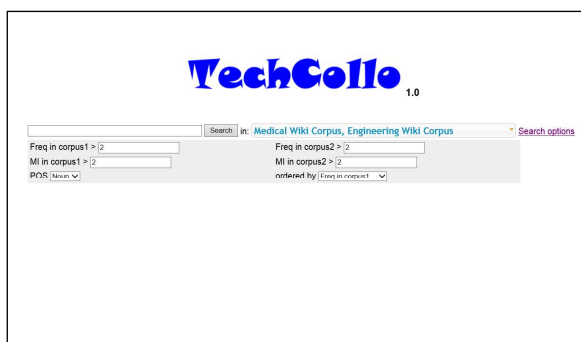 TechCollo 1.0
Search in: Medical Wiki Corpus, Engineering Wiki Corpus Search options
Freq in corpus1 > 2 Freq in corpus2 > 2
MI in corpus1 > 2 MI in corpus2 > 2
POS Noun ordered by Freq in corpus1